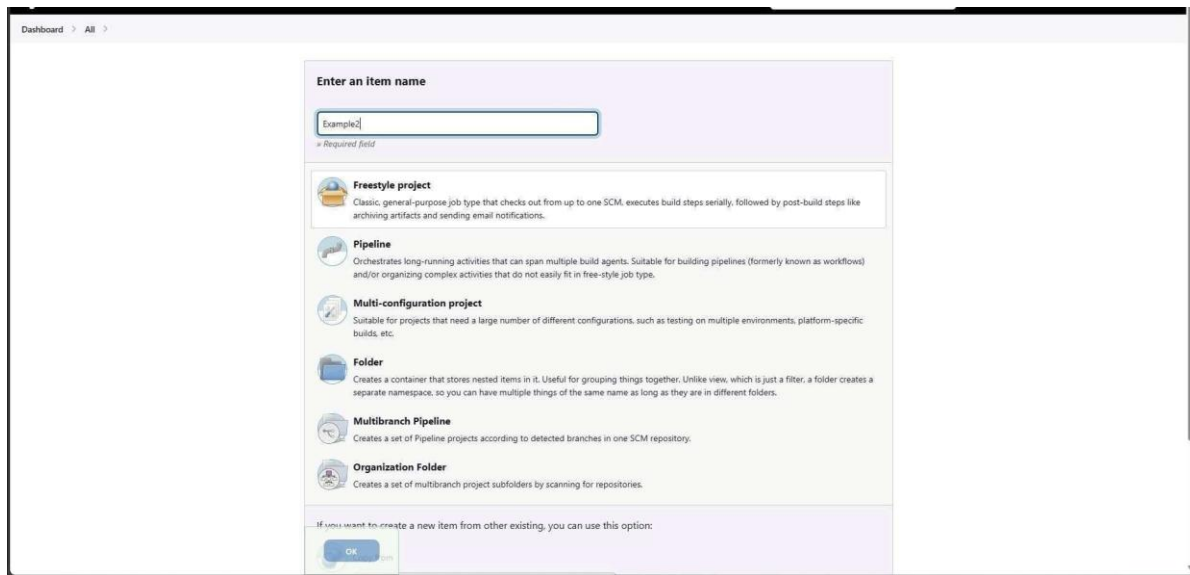 Dashboard > All >
Enter an item name
Example2
» Required field
Freestyle project
Classic, general-purpose job type that checks out from up to one SCM, executes build steps serially, followed by post-build steps like
archiving artifacts and sending email notifications.
Pipeline
Orchestrates long-running activities that can span multiple build agents. Suitable for building pipelines (formerly known as workflows)
and/or organizing complex activities that do not easily fit in free-style job type.
Multi-configuration project
Suitable for projects that need a large number of different configurations, such as testing on multiple environments, platform-specific
builds, etc.
Folder
Creates a container that stores nested items in it. Useful for grouping things together. Unlike view, which is just a filter, a folder creates a
separate namespace, so you can have multiple things of the same name as long as they are in different folders.
Multibranch Pipeline
Creates a set of Pipeline projects according to detected branches in one SCM repository.
Organization Folder
Creates a set of multibranch project subfolders by scanning for repositories.
If you want to create a new item from other existing, you can use this option:
OK